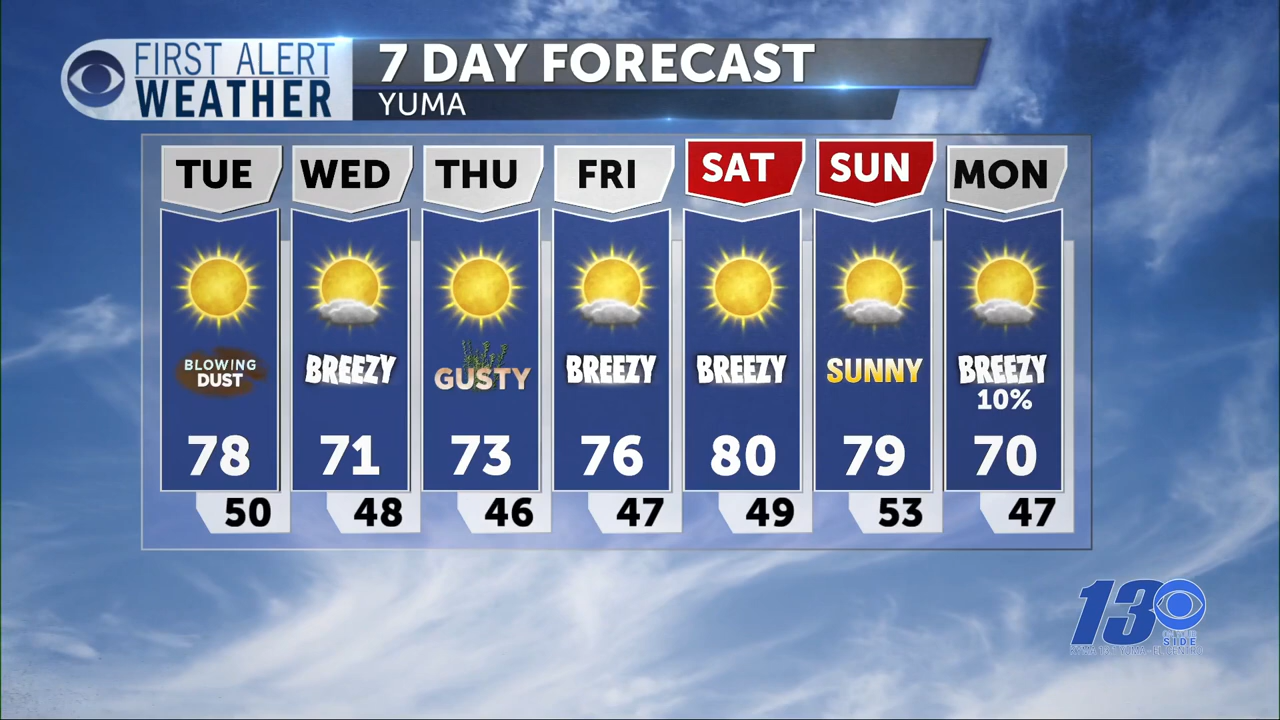 FIRST ALERT
WEATHER
7 DAY FORECAST
YUMA
TUE WED THU FRI SAT SUN MON
BLOWING
DUST
BREEZY
GUSTY
BREEZY
BREEZY
SUNNY
BREEZY
10%
78 71 73 76 80 79 70
50 48 46 47 49 53 47
13
SIDE